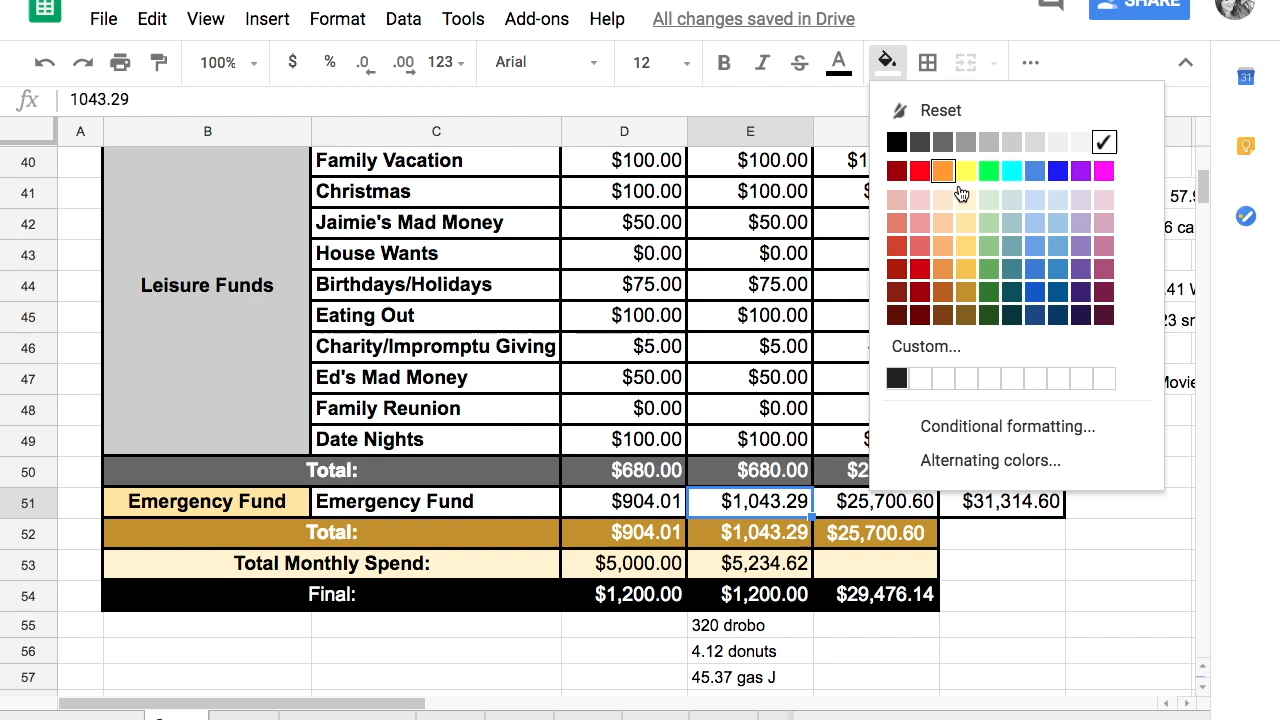 File Edit View Insert Format Data Tools Add-ons Help All changes saved in Drive SHARE
100% $ % .0 .00 123 Arial 12 B I S A 31
fx 1043.29
Reset
A B C D E
40 Family Vacation $100.00 $100.00 $1
41 Christmas $100.00 $100.00 $ 57.9
42 Jaimie's Mad Money $50.00 $50.00 6 ca
43 House Wants $0.00 $0.00
44 Leisure Funds Birthdays/Holidays $75.00 $75.00 .41
45 Eating Out $100.00 $100.00 23 sr
46 Charity/Impromptu Giving $5.00 $5.00
Custom...
47 Ed's Mad Money $50.00 $50.00 Movie
48 Family Reunion $0.00 $0.00
Conditional formatting...
49 Date Nights $100.00 $100.00 $
Alternating colors...
50 Total: $680.00 $680.00 $2
51 Emergency Fund Emergency Fund $904.01 $1,043.29 $25,700.60 $31,314.60
52 Total: $904.01 $1,043.29 $25,700.60
53 Total Monthly Spend: $5,000.00 $5,234.62
54 Final: $1,200.00 $1,200.00 $29,476.14
55 320 drobo
56 4.12 donuts
57 45.37 gas J